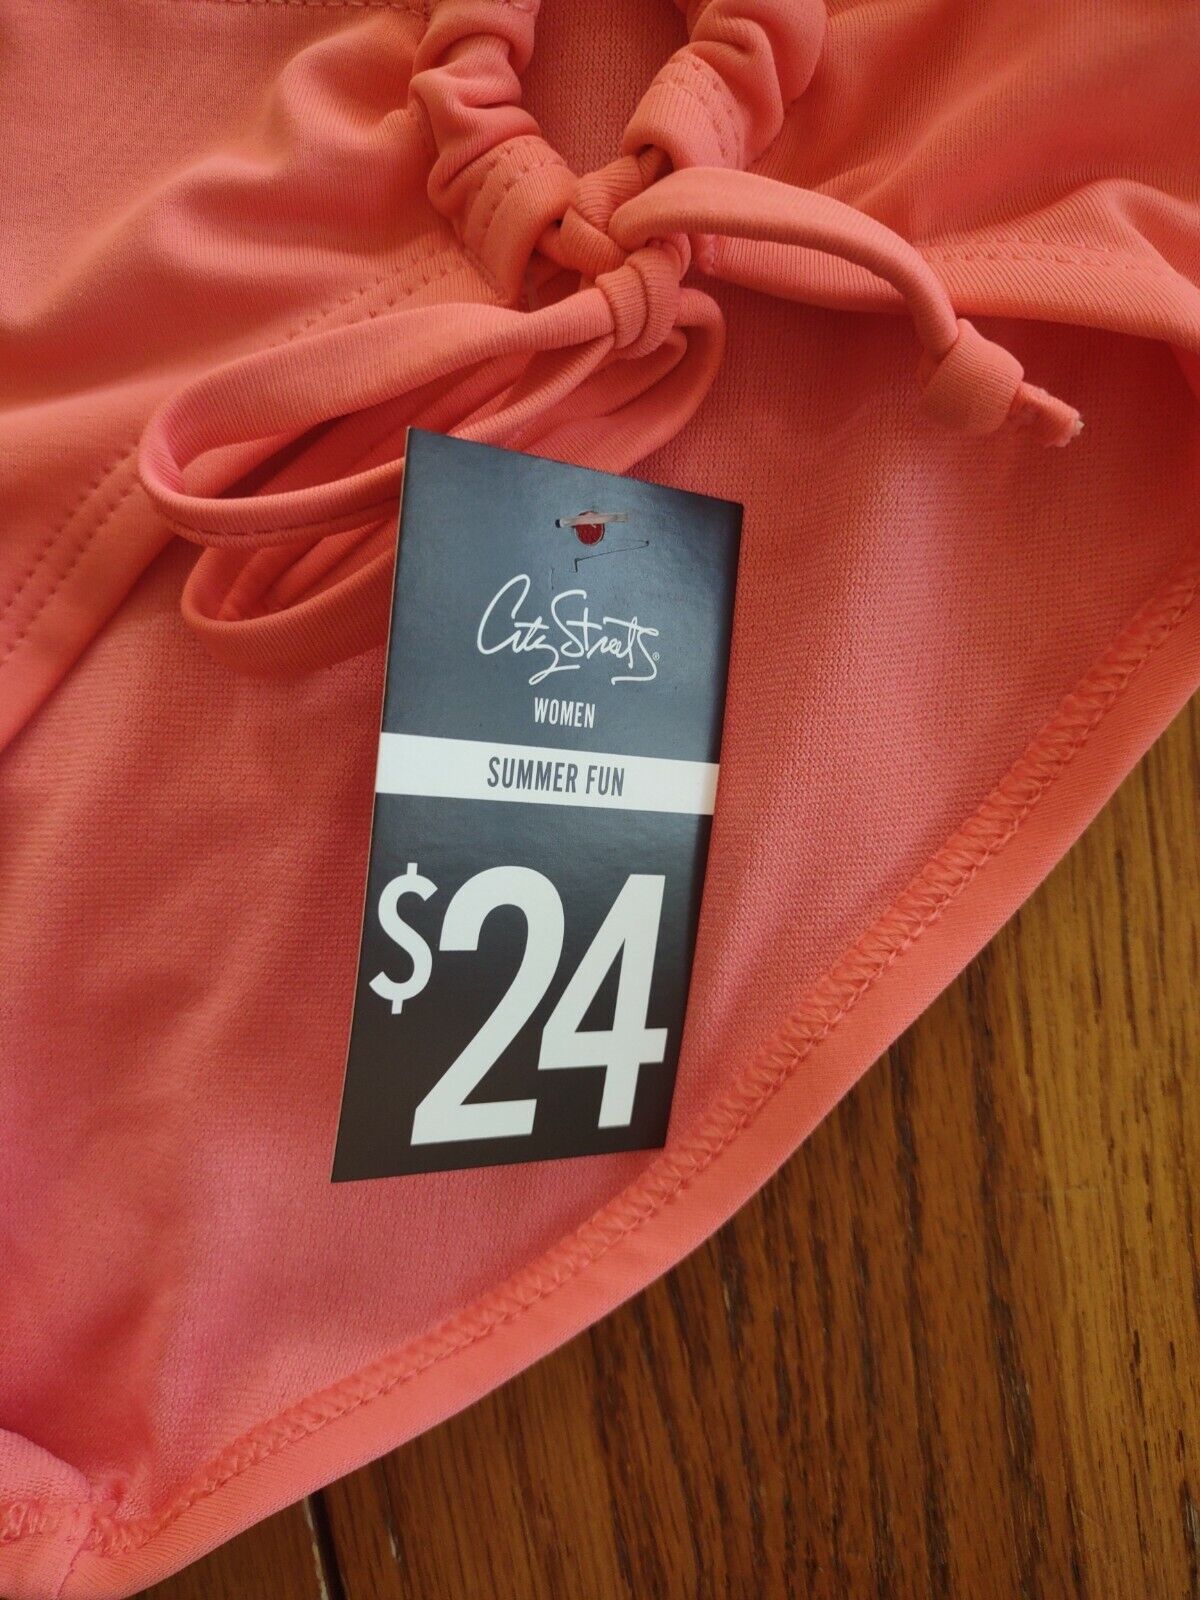 City Streets®
WOMEN
SUMMER FUN
$24